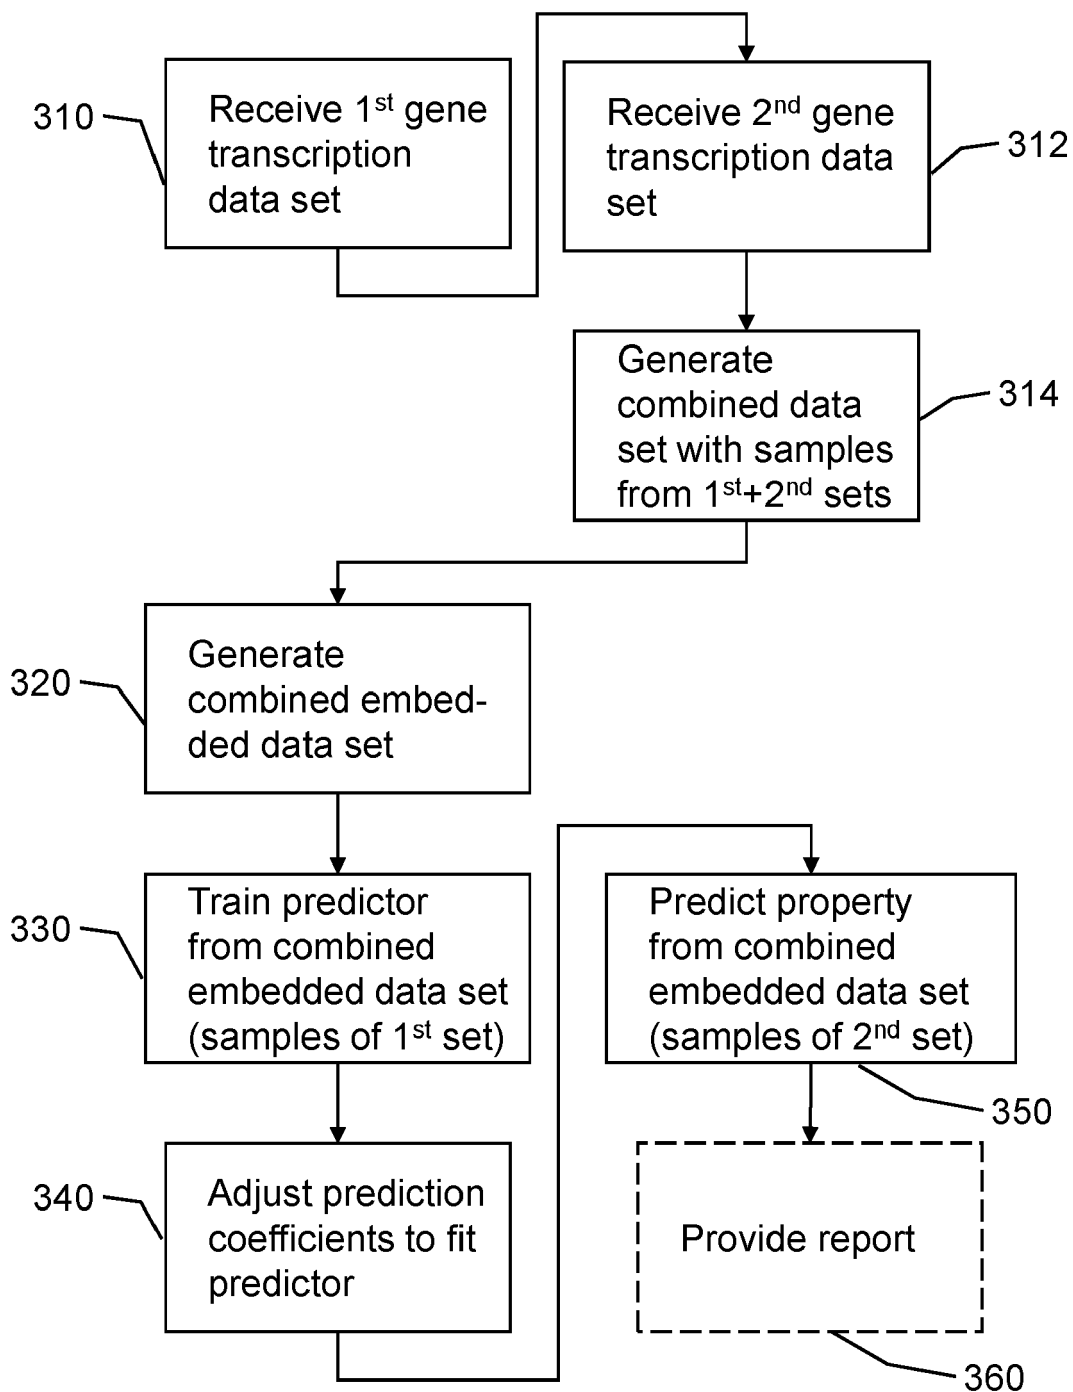 310
Receive 1st gene
transcription
data set
Receive 2nd gene
transcription data
set
312
Generate
combined data
set with samples
from 1st+2nd sets
314
320
Generate
combined embed-
ded data set
330
Train predictor
from combined
embedded data set
(samples of 1st set)
340
Adjust prediction
coefficients to fit
predictor
Predict property
from combined
embedded data set
(samples of 2nd set)
350
Provide report
360